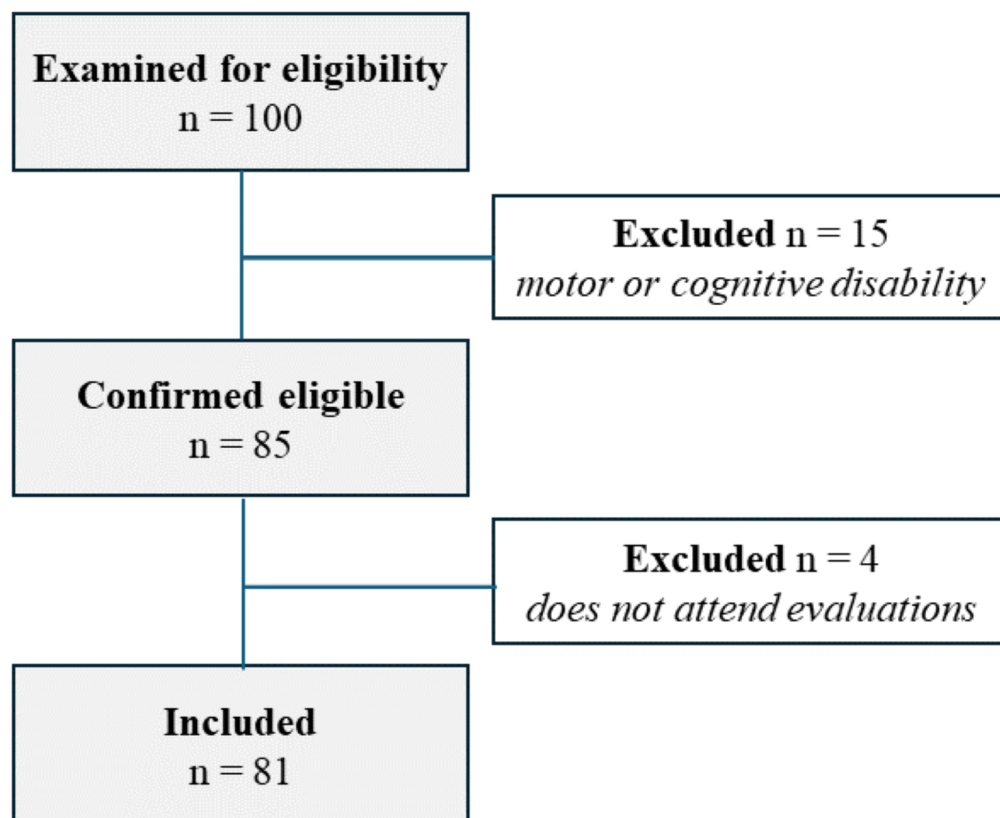 Examined for eligibility
n = 100
Excluded n = 15
motor or cognitive disability
Confirmed eligible
n = 85
Excluded n = 4
does not attend evaluations
Included
n = 81